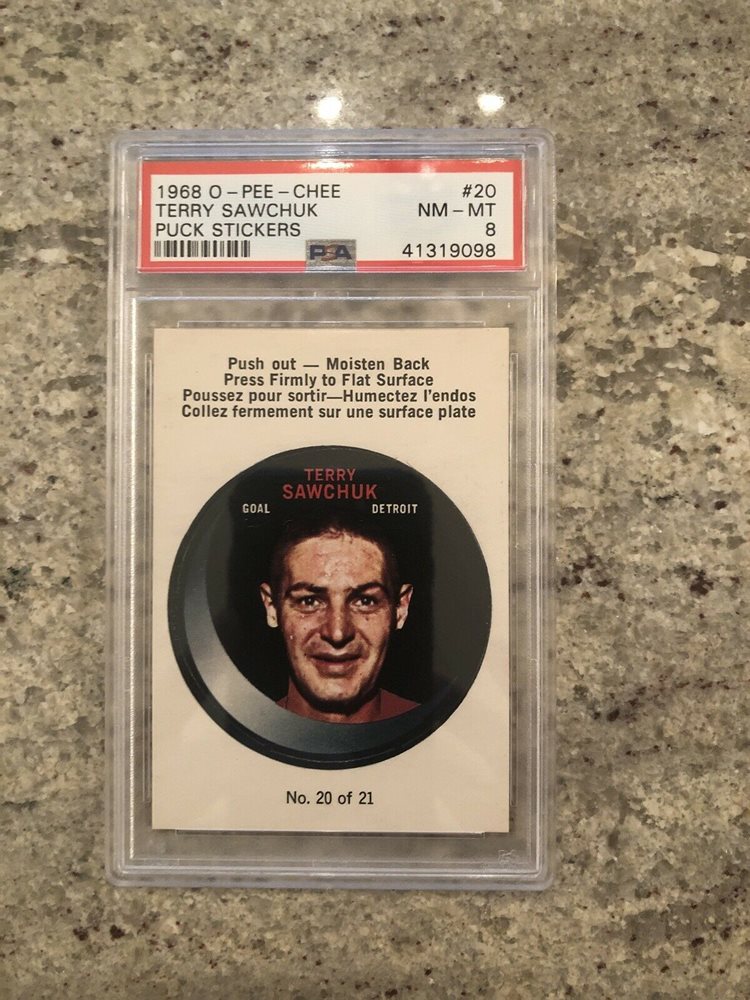 1968 O-PEE-CHEE #20
TERRY SAWCHUK NM-MT
PUCK STICKERS 8
PSA 41319098
Push out — Moisten Back
Press Firmly to Flat Surface
Poussez pour sortir—Humectez l'endos
Collez fermement sur une surface plate
TERRY
SAWCHUK
GOAL DETROIT
No. 20 of 21